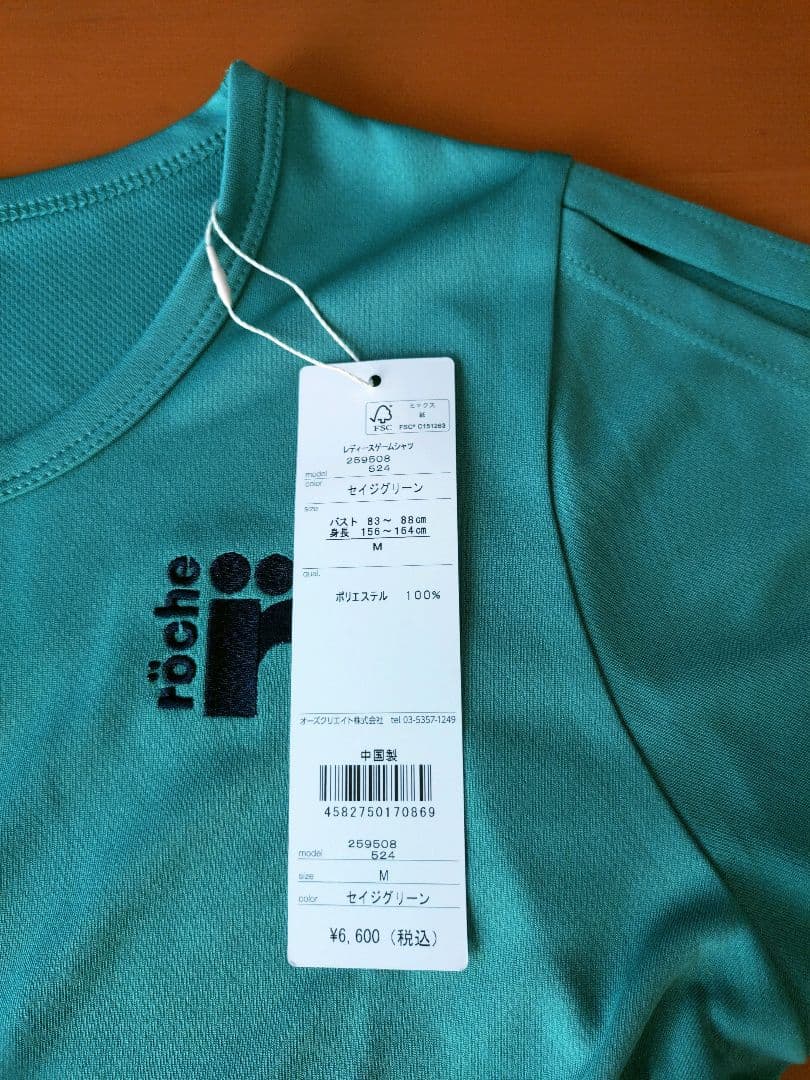 ミックス
紙
FSC
FSC® C151263
レディースゲームシャツ
259508
model 524
color セイジグリーン
size
バスト 83～ 88cm
身長 156～164cm
M
qual.
ポリエステル 100%
オーズクリエイト株式会社 tel 03-5357-1249
中国製
4582750170869
259508
model 524
size M
color セイジグリーン
¥6,600（税込）
röche